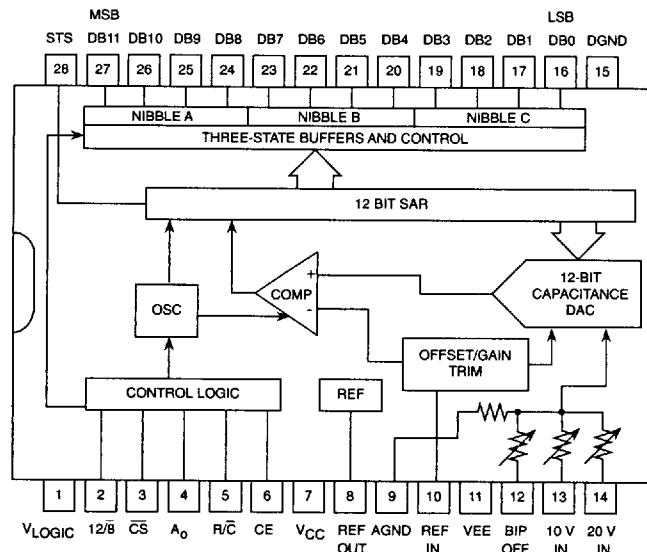 MSB LSB
STS DB11 DB10 DB9 DB8 DB7 DB6 DB5 DB4 DB3 DB2 DB1 DB0 DGND
28 27 26 25 24 23 22 21 20 19 18 17 16 15
NIBBLE A NIBBLE B NIBBLE C
THREE-STATE BUFFERS AND CONTROL
12 BIT SAR
+
COMP
-
12-BIT
CAPACITANCE
DAC
OSC
OFFSET/GAIN
TRIM
CONTROL LOGIC
REF
1 2 3 4 5 6 7 8 9 10 11 12 13 14
VLOGIC 12/8̅ C̅S̅ A₀ R/C̅ CE VCC REF AGND REF VEE BIP 10 V 20 V
OUT IN OFF IN IN